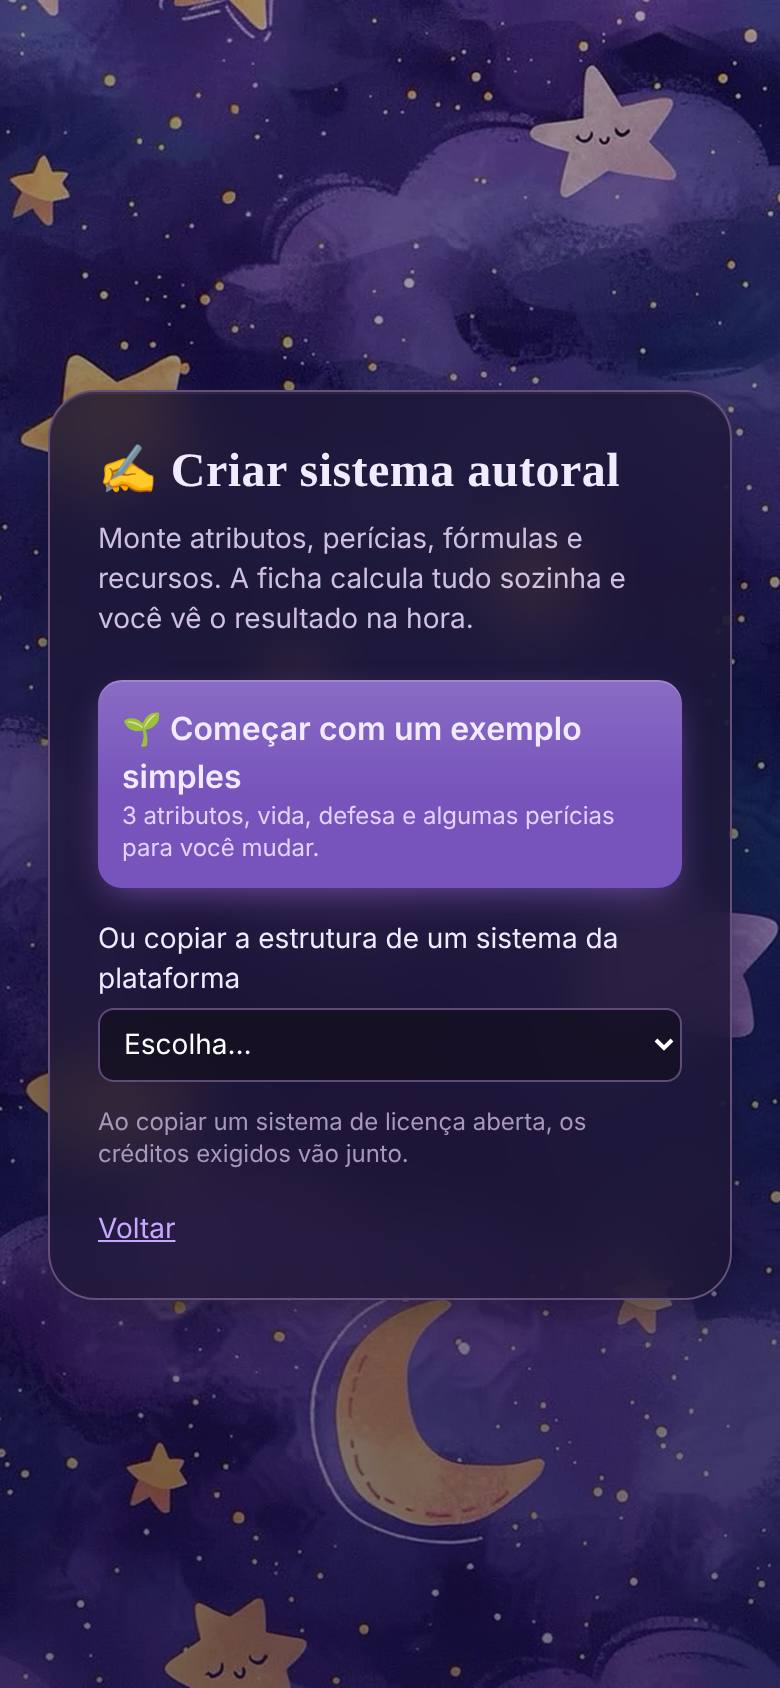 ✍️ Criar sistema autoral
Monte atributos, perícias, fórmulas e
recursos. A ficha calcula tudo sozinha e
você vê o resultado na hora.
🌱 Começar com um exemplo
simples
3 atributos, vida, defesa e algumas perícias
para você mudar.
Ou copiar a estrutura de um sistema da
plataforma
Escolha...
Ao copiar um sistema de licença aberta, os
créditos exigidos vão junto.
Voltar